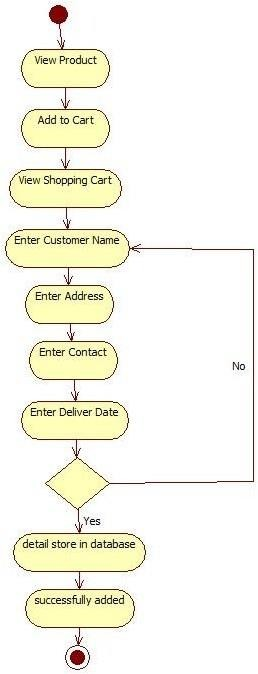 View Product
Add to Cart
View Shopping Cart
Enter Customer Name
Enter Address
Enter Contact
No
Enter Deliver Date
Yes
detail store in database
successfully added